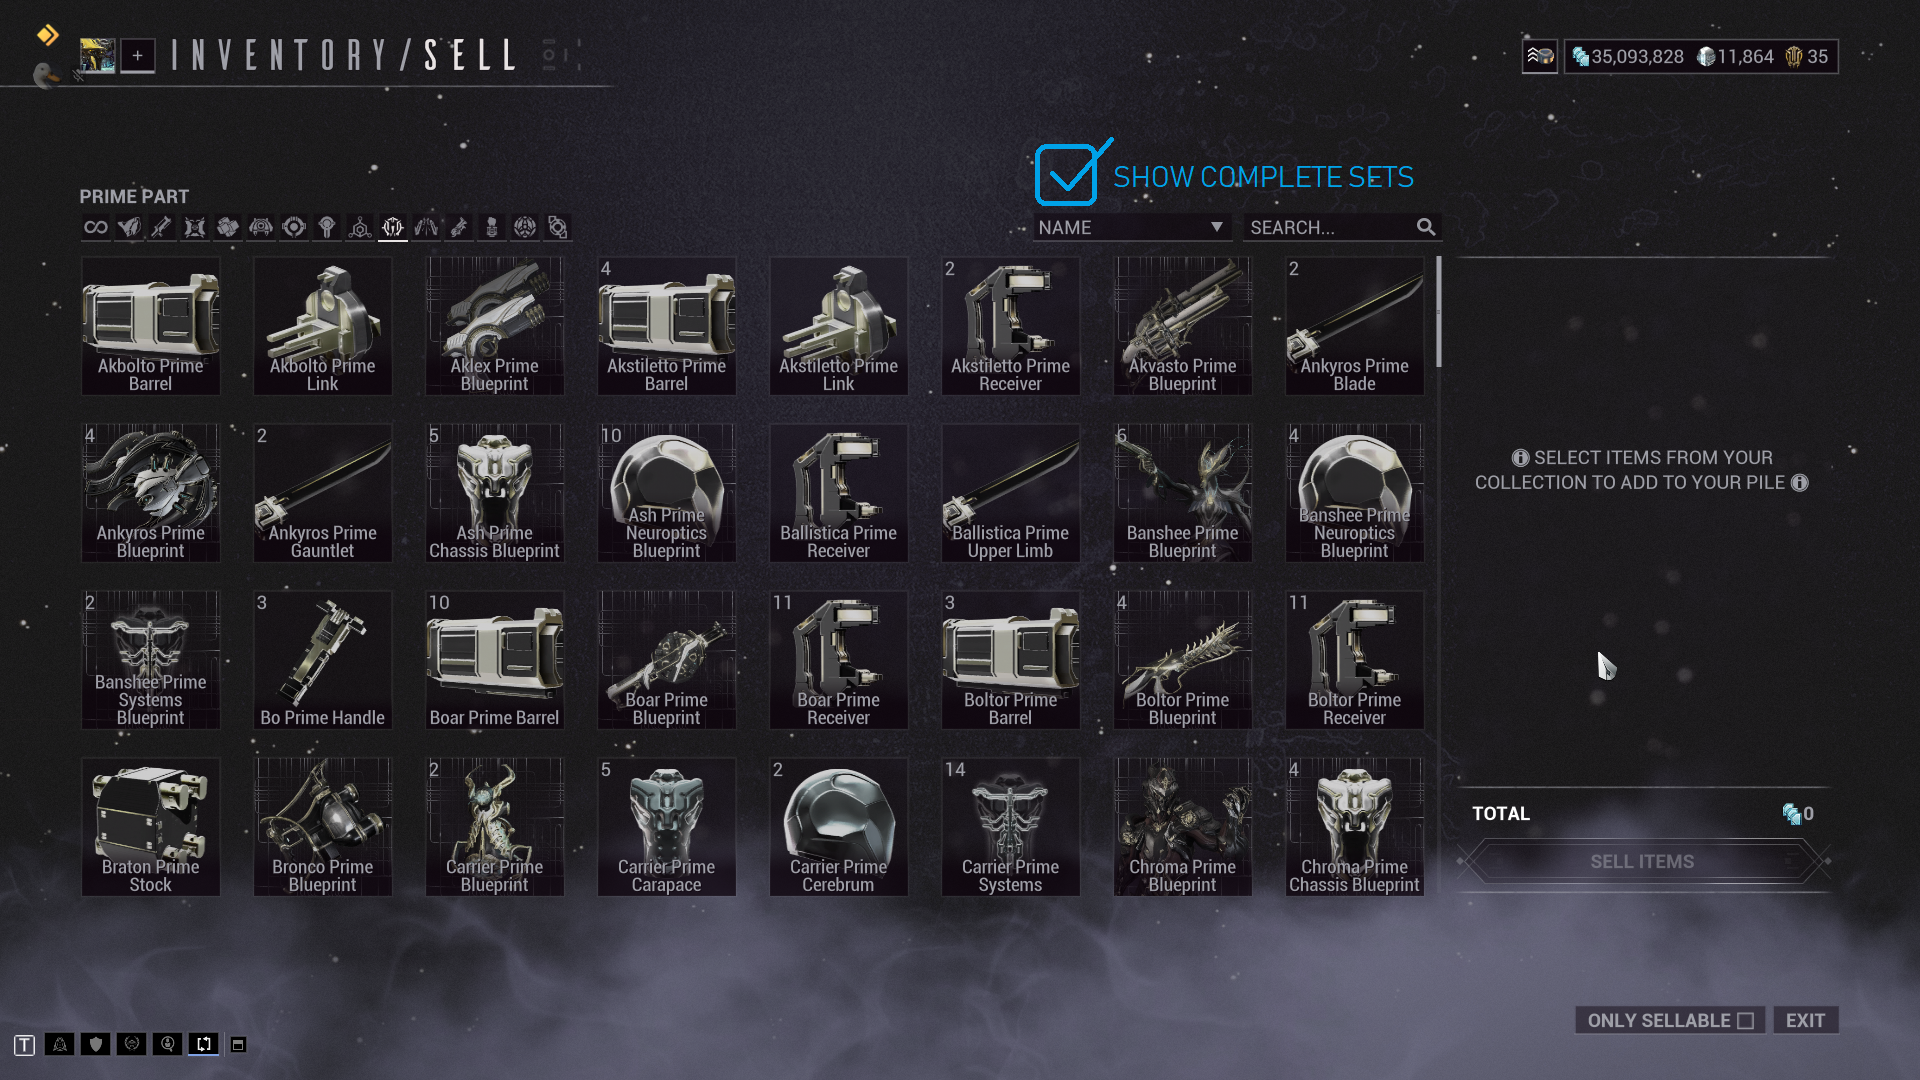 INVENTORY/SELL
35,093,828 11,864 35
SHOW COMPLETE SETS
PRIME PART
NAME
SEARCH...
Akbolto Prime
Barrel
Akbolto Prime
Link
Aklex Prime
Blueprint
4
Akstiletto Prime
Barrel
Akstiletto Prime
Link
2
Akstiletto Prime
Receiver
Akvasto Prime
Blueprint
2
Ankyros Prime
Blade
4
Ankyros Prime
Blueprint
2
Ankyros Prime
Gauntlet
5
Ash Prime
Chassis Blueprint
10
Ash Prime
Neuroptics
Blueprint
Ballistica Prime
Receiver
Ballistica Prime
Upper Limb
6
Banshee Prime
Blueprint
4
Banshee Prime
Neuroptics
Blueprint
2
Banshee Prime
Systems
Blueprint
3
Bo Prime Handle
10
Boar Prime Barrel
Boar Prime
Blueprint
11
Boar Prime
Receiver
3
Boltor Prime
Barrel
4
Boltor Prime
Blueprint
11
Boltor Prime
Receiver
Braton Prime
Stock
Bronco Prime
Blueprint
2
Carrier Prime
Blueprint
5
Carrier Prime
Carapace
2
Carrier Prime
Cerebrum
14
Carrier Prime
Systems
Chroma Prime
Blueprint
4
Chroma Prime
Chassis Blueprint
SELECT ITEMS FROM YOUR
COLLECTION TO ADD TO YOUR PILE
TOTAL
0
SELL ITEMS
ONLY SELLABLE
EXIT
T